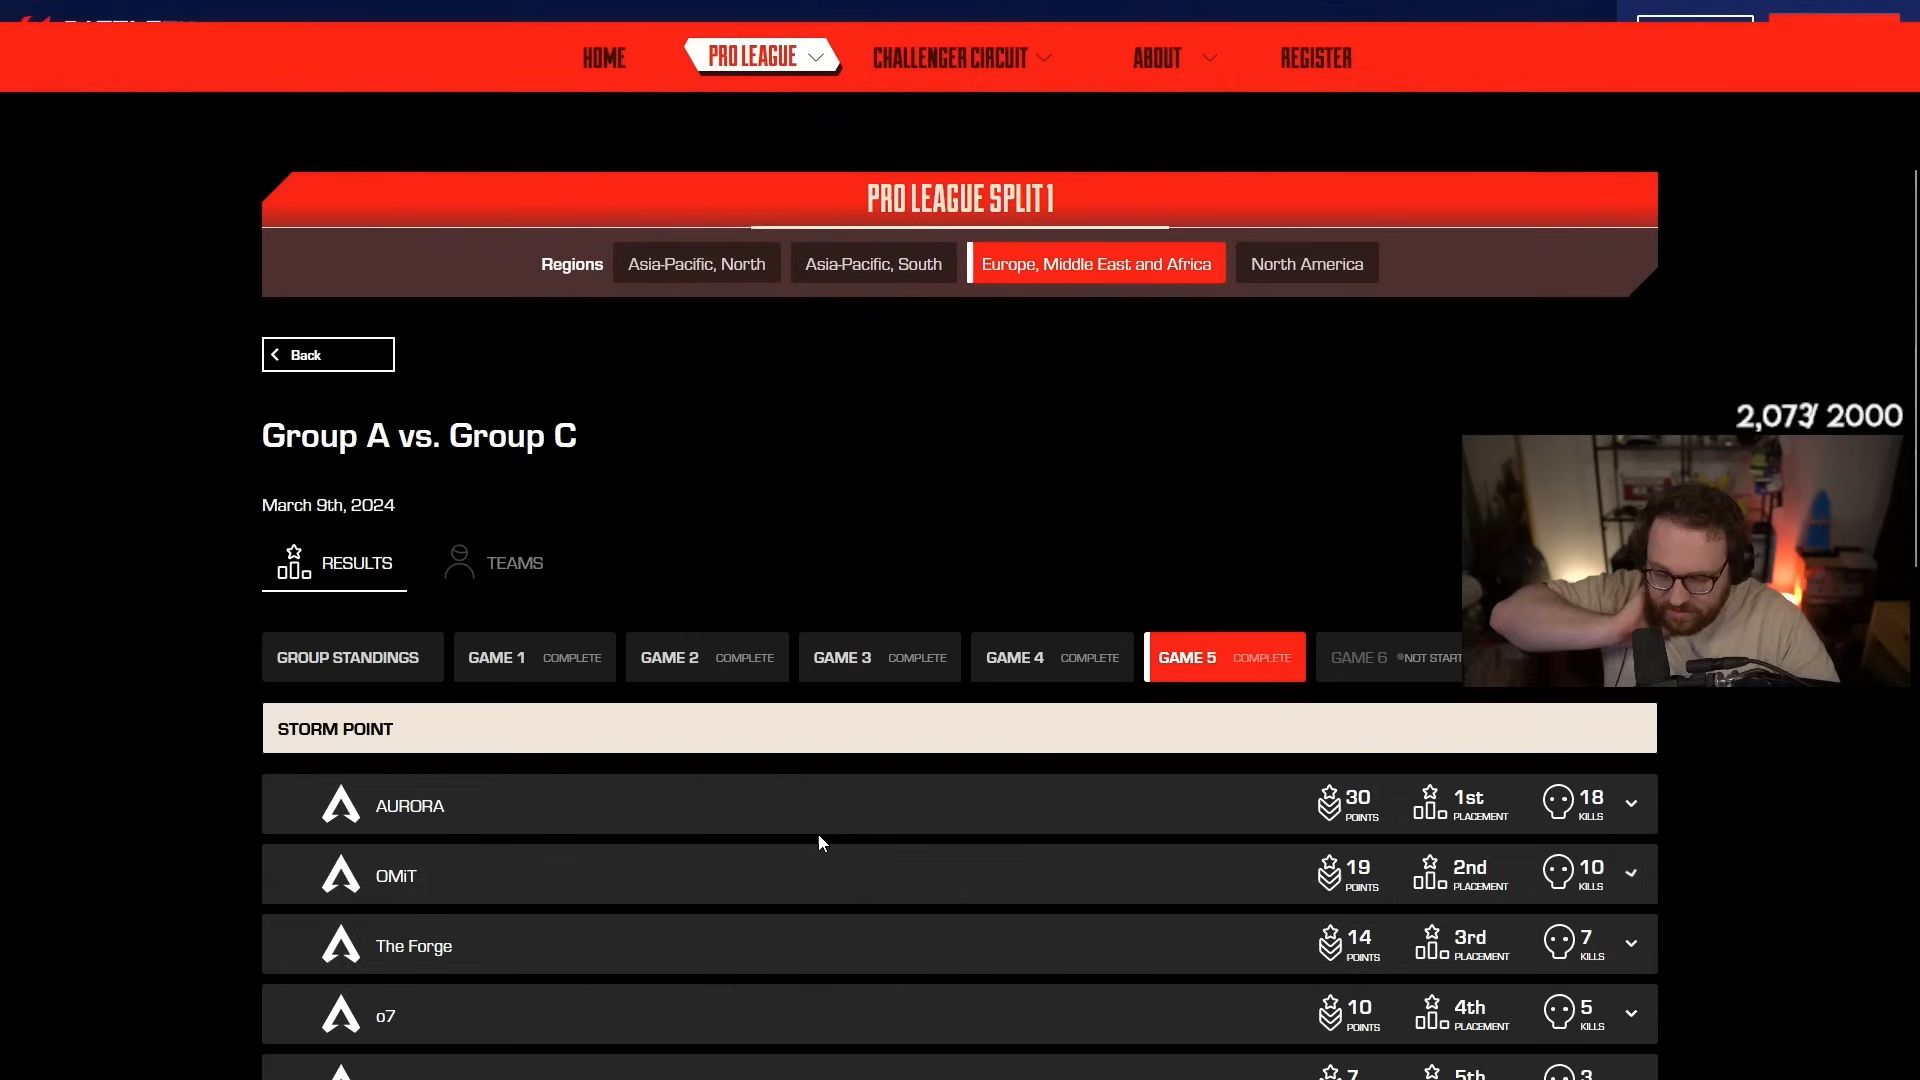 HOME
PRO LEAGUE
CHALLENGER CIRCUIT
ABOUT
REGISTER
PRO LEAGUE SPLIT 1
Regions
Asia-Pacific, North
Asia-Pacific, South
Europe, Middle East and Africa
North America
Back
2,073/ 2000
Group A vs. Group C
March 9th, 2024
RESULTS
TEAMS
GROUP STANDINGS
GAME 1 COMPLETE
GAME 2 COMPLETE
GAME 3 COMPLETE
GAME 4 COMPLETE
GAME 5 COMPLETE
GAME 6 NOT START
STORM POINT
AURORA
30
POINTS
1st
PLACEMENT
18
KILLS
OMiT
19
POINTS
2nd
PLACEMENT
10
KILLS
The Forge
14
POINTS
3rd
PLACEMENT
7
KILLS
o7
10
POINTS
4th
PLACEMENT
5
KILLS
7
5th
3